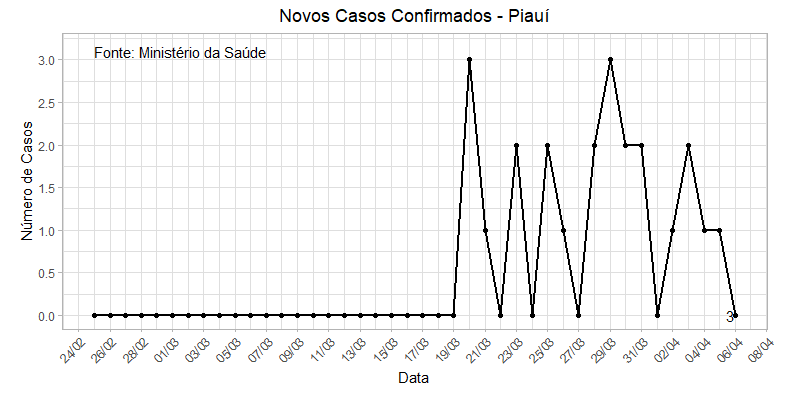 Novos Casos Confirmados - Piauí
Fonte: Ministério da Saúde
Número de Casos
3.0
2.5
2.0
1.5
1.0
0.5
0.0
3
24/02 26/02 28/02 01/03 03/03 05/03 07/03 09/03 11/03 13/03 15/03 17/03 19/03 21/03 23/03 25/03 27/03 29/03 31/03 02/04 04/04 06/04 08/04
Data